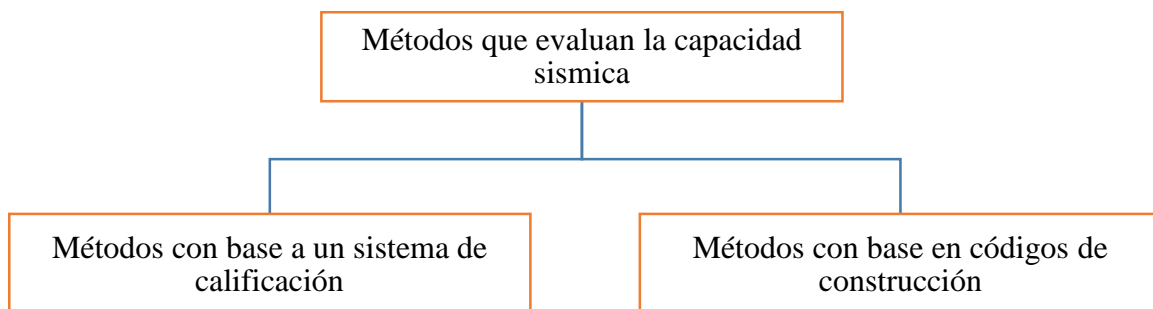 Métodos que evaluan la capacidad
sismica
Métodos con base a un sistema de
calificación
Métodos con base en códigos de
construcción